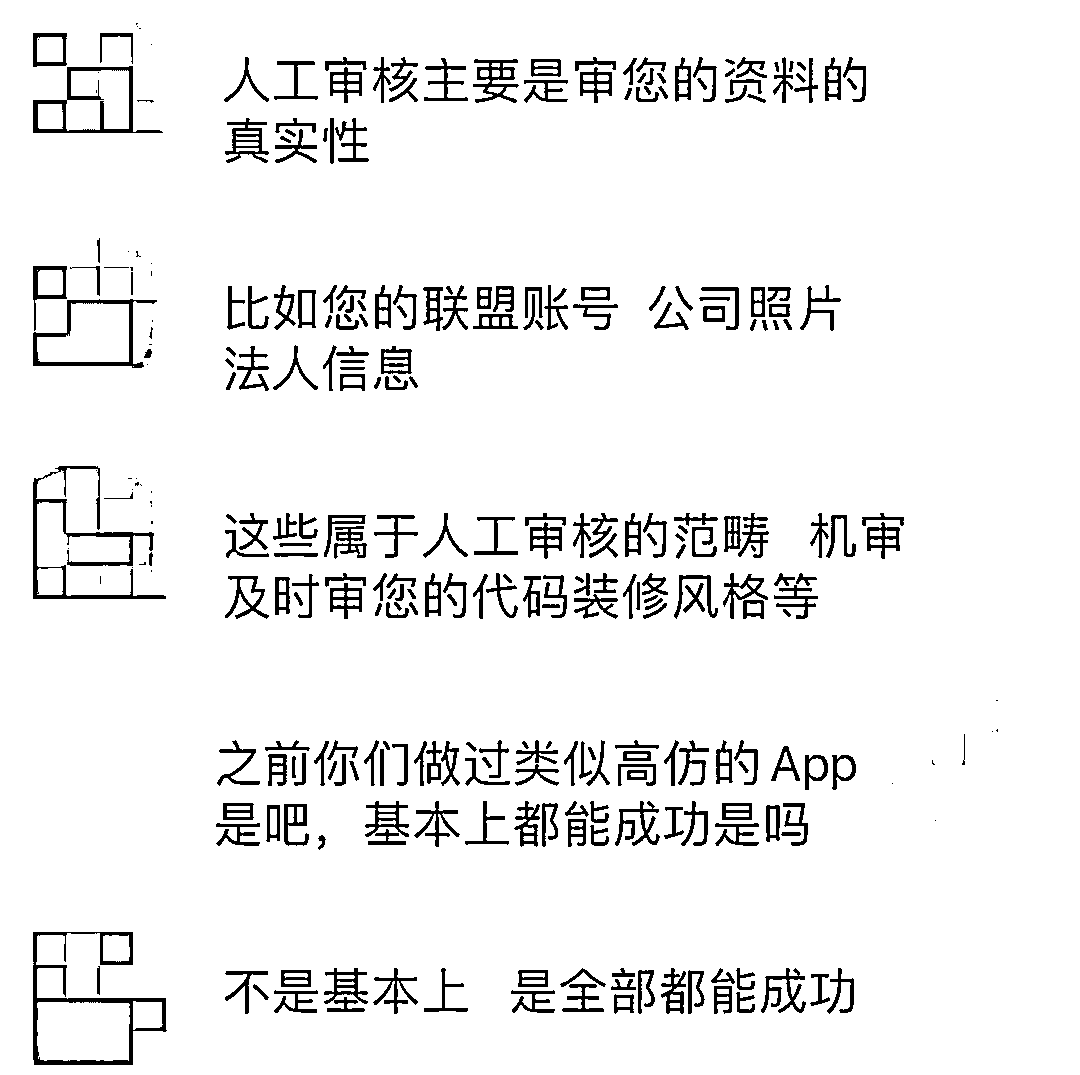 人工审核主要是审您的资料的
真实性
比如您的联盟账号 公司照片
法人信息
这些属于人工审核的范畴 机审
及时审您的代码装修风格等
之前你们做过类似高仿的App
是吧，基本上都能成功是吗
不是基本上 是全部都能成功